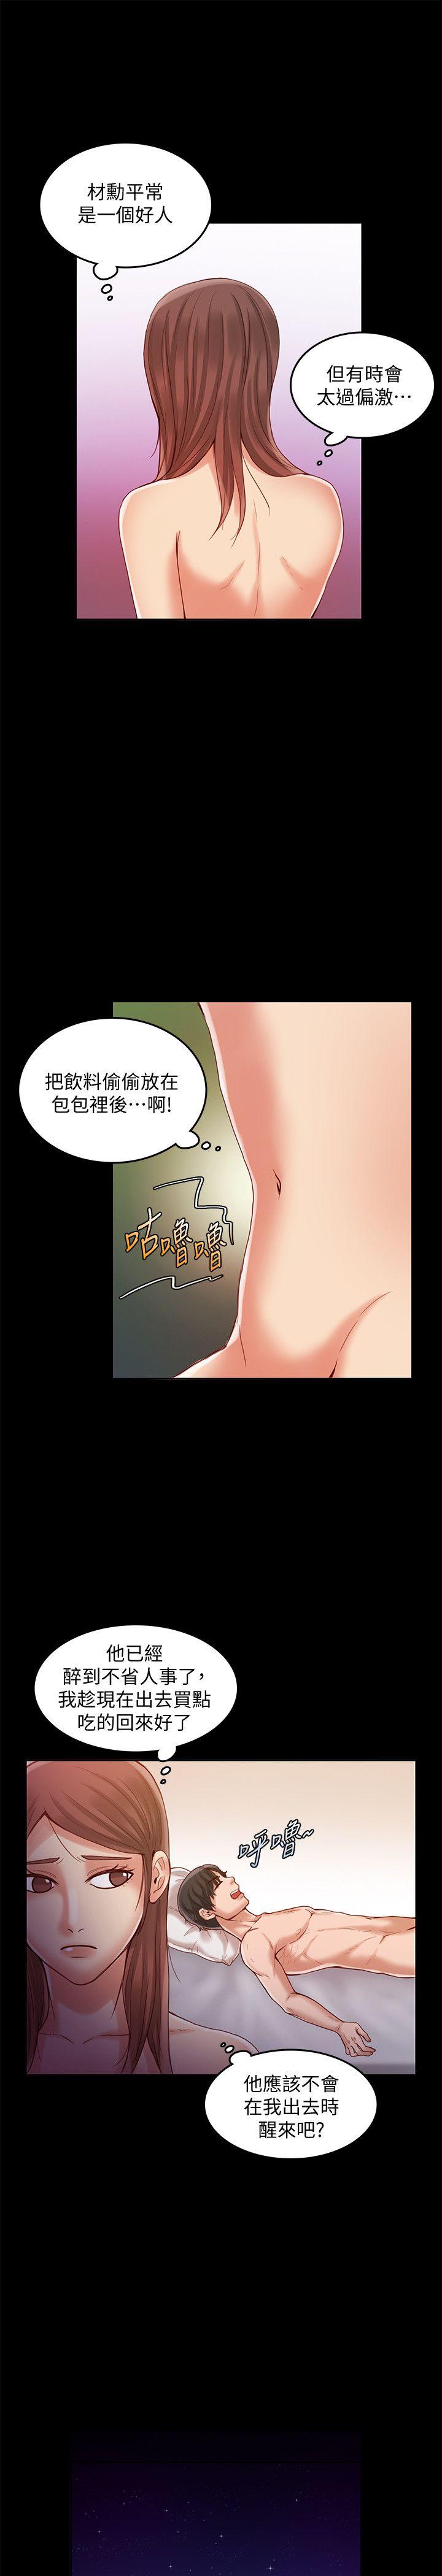 材勳平常
是一個好人
但有時會
太過偏激⋯
把飲料偷偷放在
包包裡後⋯啊!
咕嚕嚕
他已經
醉到不省人事了,
我趁現在出去買點
吃的回來好了
呼嚕~
他應該不會
在我出去時
醒來吧?